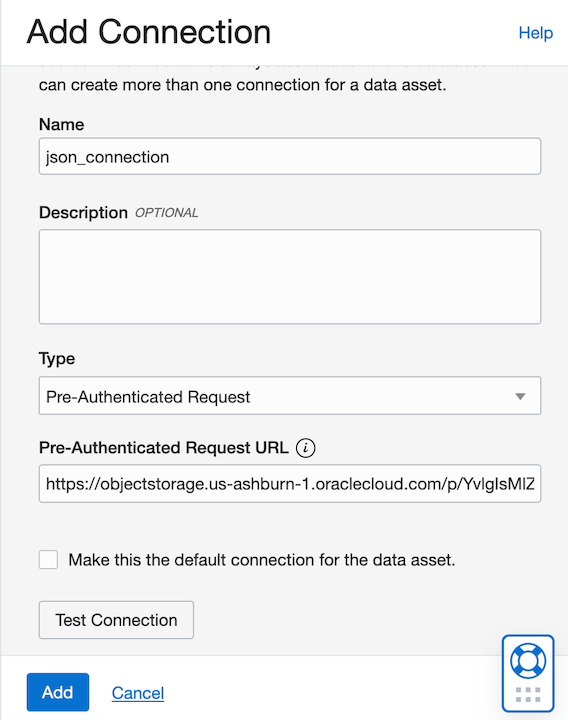 Add Connection
Help
can create more than one connection for a data asset.
Name
json_connection
Description OPTIONAL
Type
Pre-Authenticated Request
Pre-Authenticated Request URL i
https://objectstorage.us-ashburn-1.oraclecloud.com/p/YvlgIsMlZ
Make this the default connection for the data asset.
Test Connection
Add
Cancel